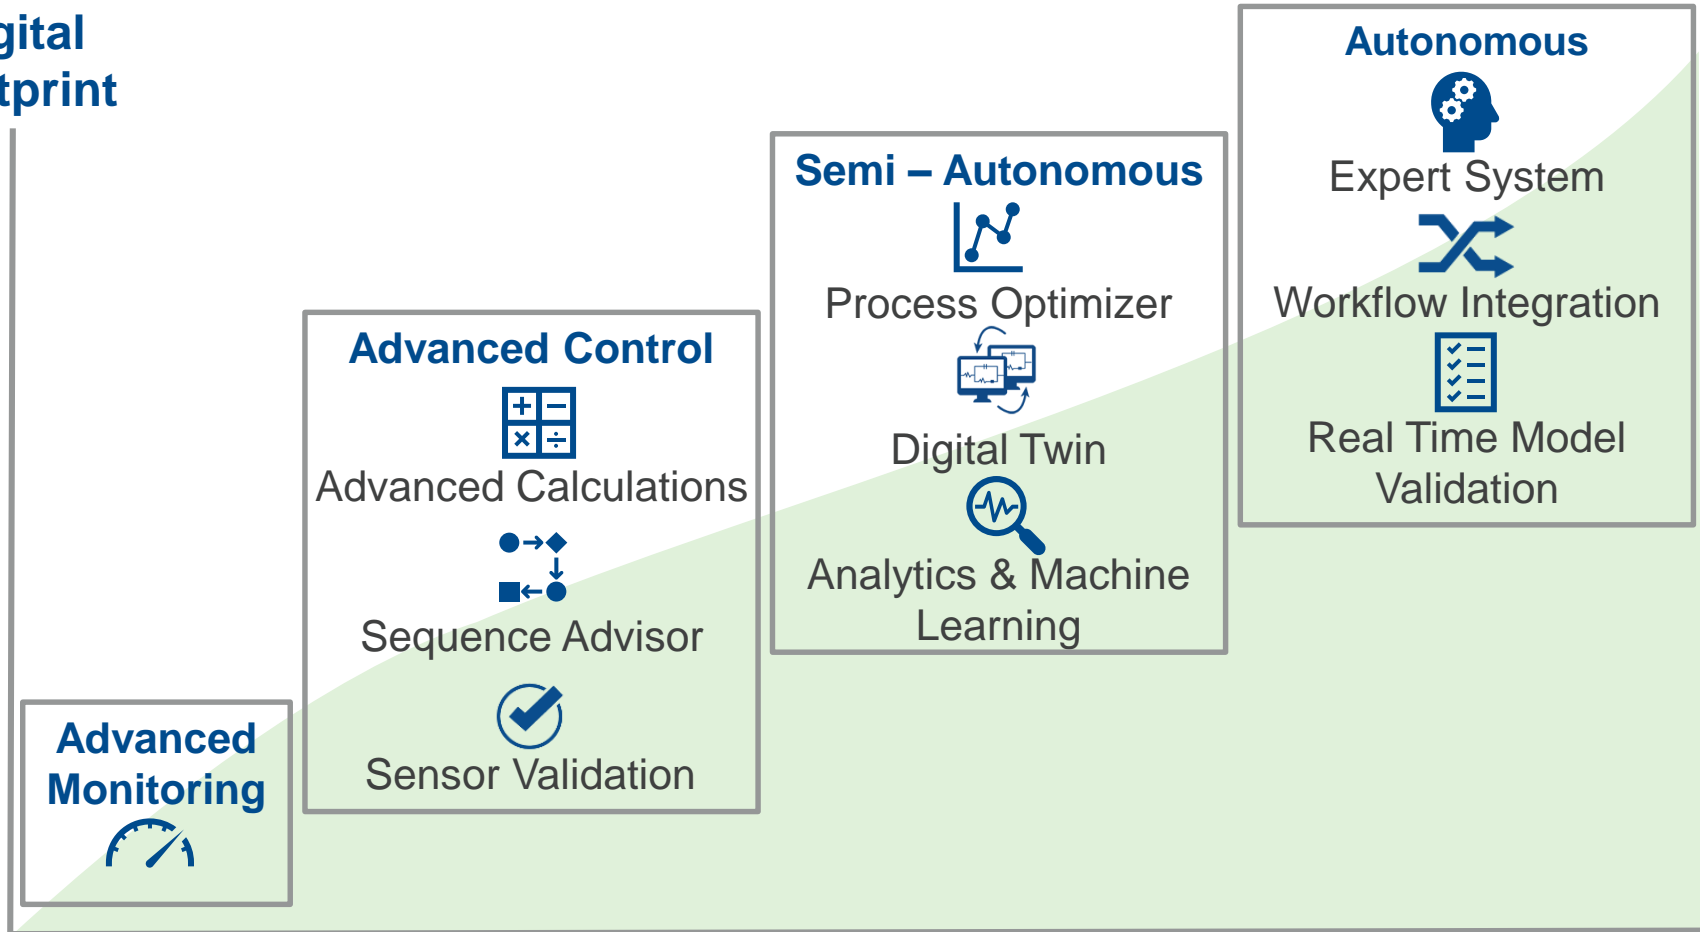 gital
tprint
Autonomous
Expert System
Workflow Integration
Real Time Model
Validation
Semi – Autonomous
Process Optimizer
Digital Twin
Analytics & Machine
Learning
Advanced Control
Advanced Calculations
Sequence Advisor
Sensor Validation
Advanced
Monitoring